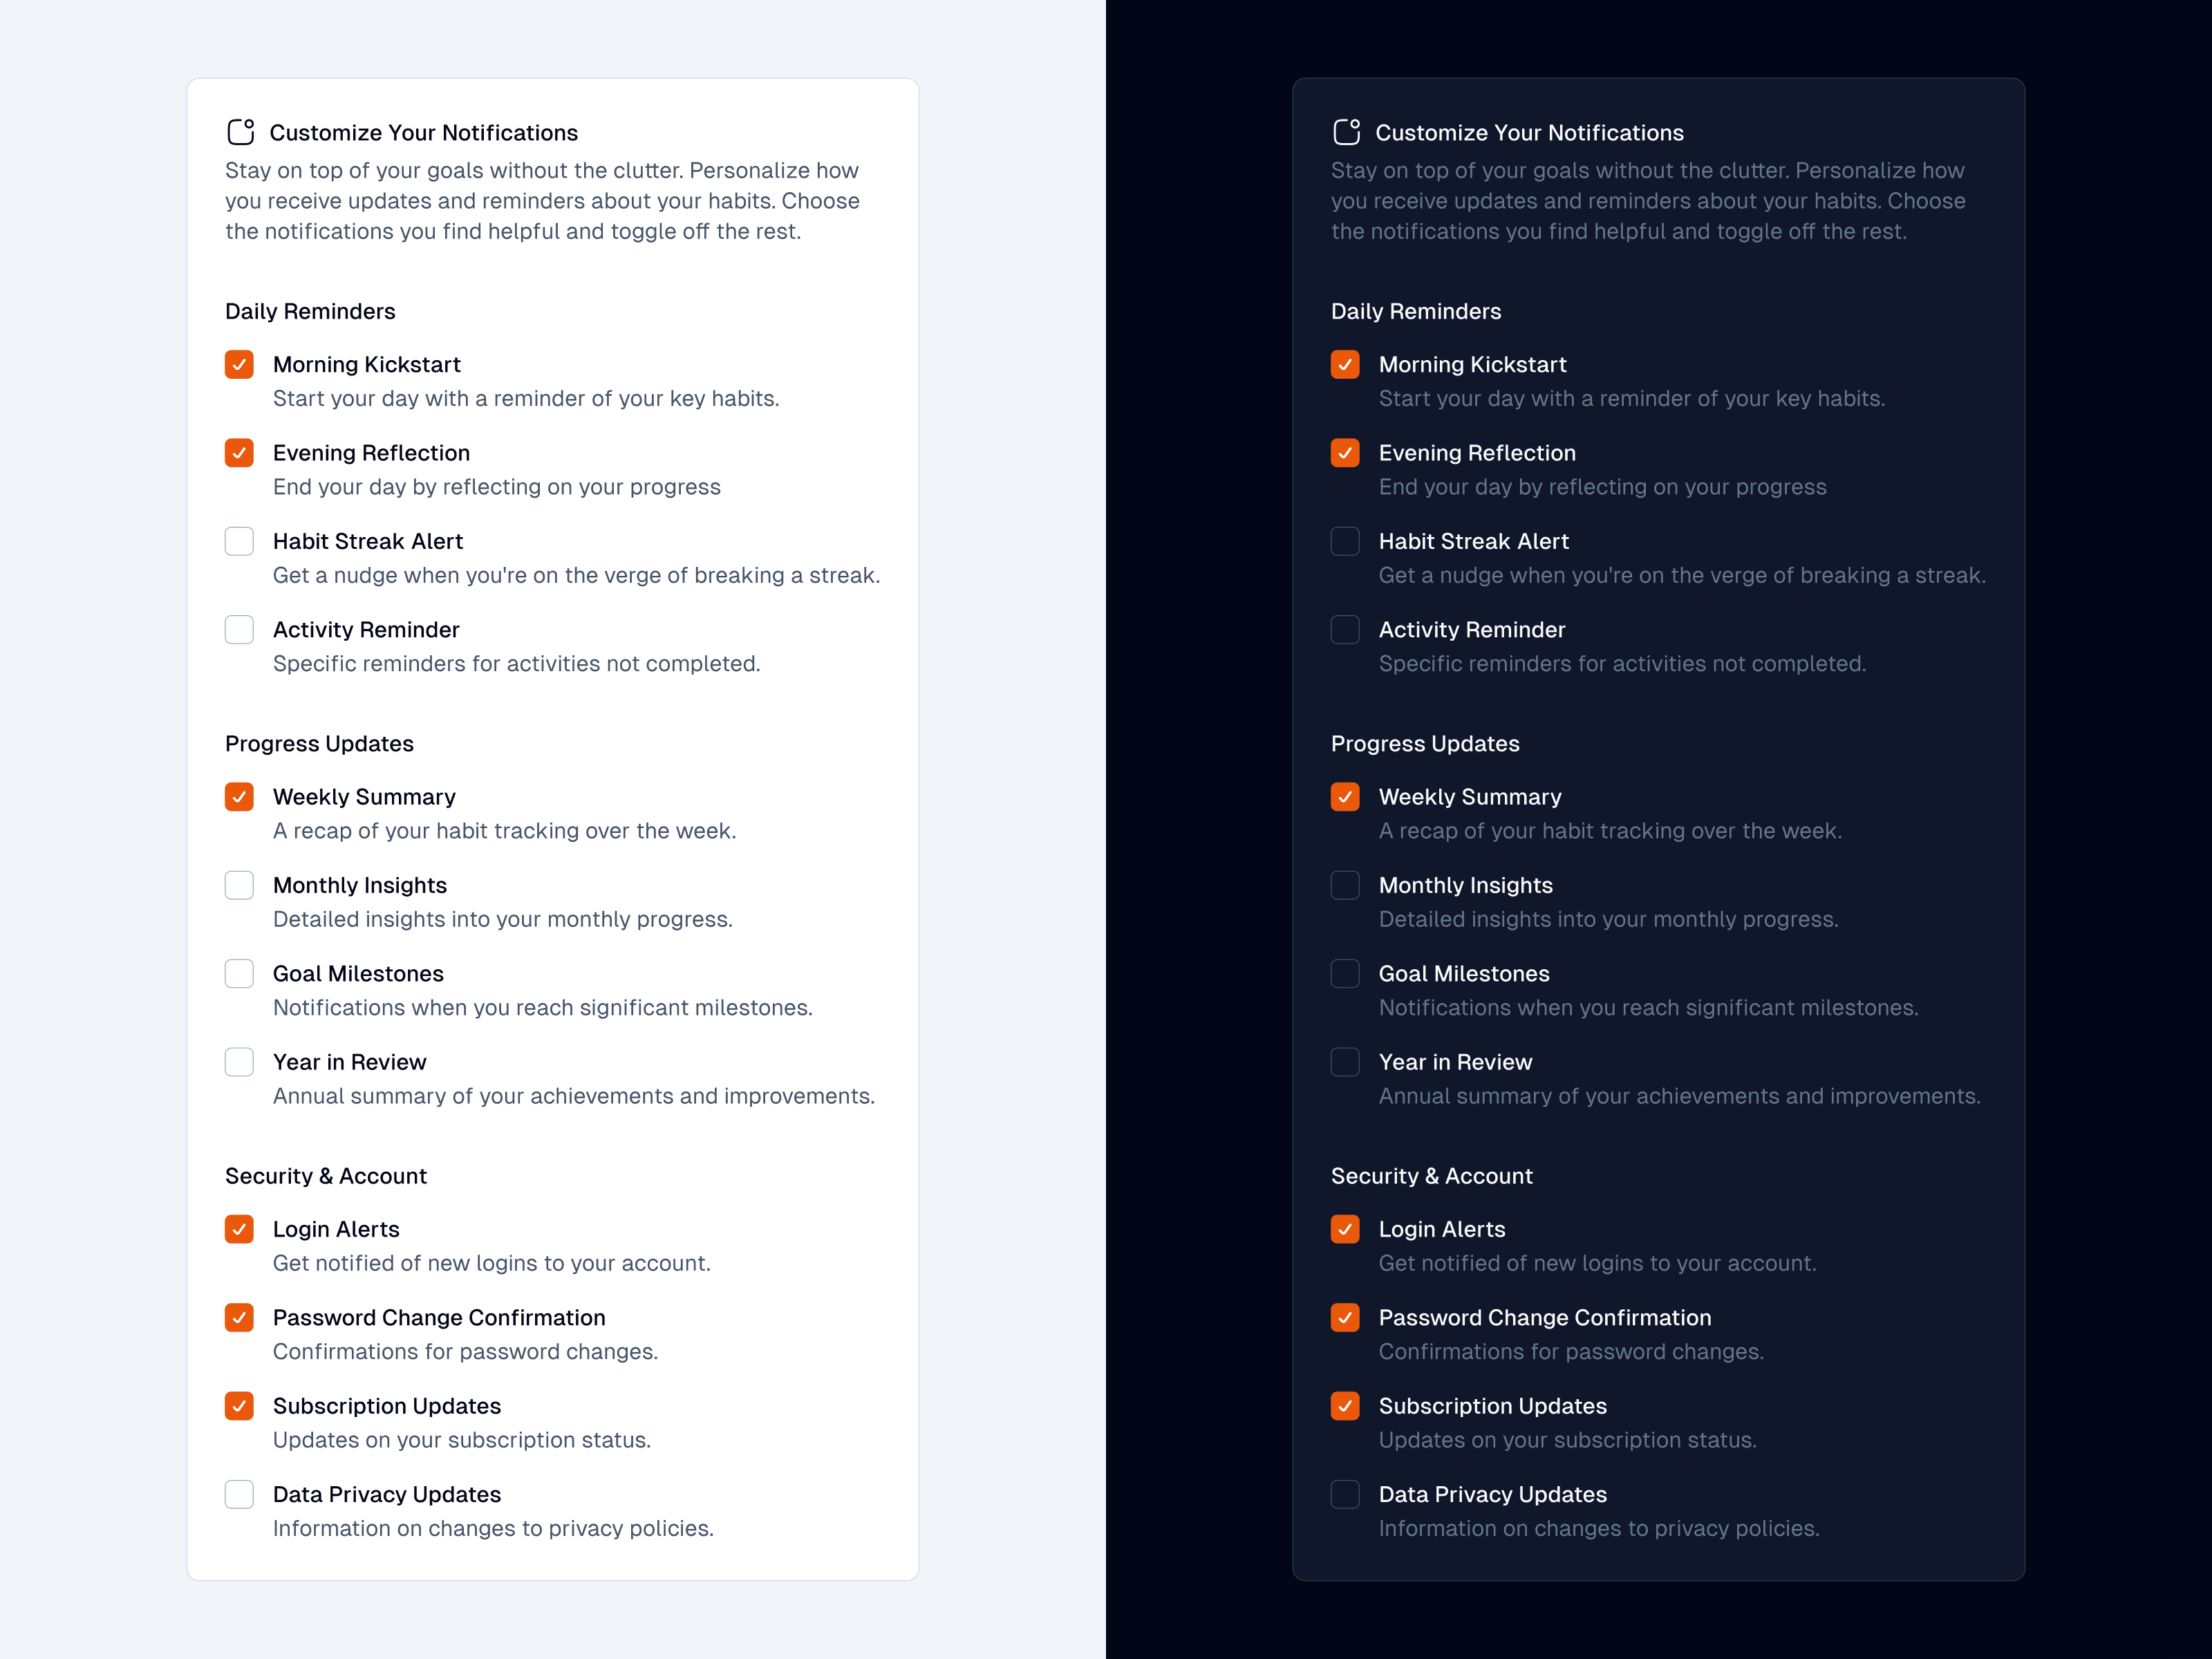 Customize Your Notifications
Stay on top of your goals without the clutter. Personalize how
you receive updates and reminders about your habits. Choose
the notifications you find helpful and toggle off the rest.
Daily Reminders
Morning Kickstart
Start your day with a reminder of your key habits.
Evening Reflection
End your day by reflecting on your progress
Habit Streak Alert
Get a nudge when you're on the verge of breaking a streak.
Activity Reminder
Specific reminders for activities not completed.
Progress Updates
Weekly Summary
A recap of your habit tracking over the week.
Monthly Insights
Detailed insights into your monthly progress.
Goal Milestones
Notifications when you reach significant milestones.
Year in Review
Annual summary of your achievements and improvements.
Security & Account
Login Alerts
Get notified of new logins to your account.
Password Change Confirmation
Confirmations for password changes.
Subscription Updates
Updates on your subscription status.
Data Privacy Updates
Information on changes to privacy policies.
Customize Your Notifications
Stay on top of your goals without the clutter. Personalize how
you receive updates and reminders about your habits. Choose
the notifications you find helpful and toggle off the rest.
Daily Reminders
Morning Kickstart
Start your day with a reminder of your key habits.
Evening Reflection
End your day by reflecting on your progress
Habit Streak Alert
Get a nudge when you're on the verge of breaking a streak.
Activity Reminder
Specific reminders for activities not completed.
Progress Updates
Weekly Summary
A recap of your habit tracking over the week.
Monthly Insights
Detailed insights into your monthly progress.
Goal Milestones
Notifications when you reach significant milestones.
Year in Review
Annual summary of your achievements and improvements.
Security & Account
Login Alerts
Get notified of new logins to your account.
Password Change Confirmation
Confirmations for password changes.
Subscription Updates
Updates on your subscription status.
Data Privacy Updates
Information on changes to privacy policies.